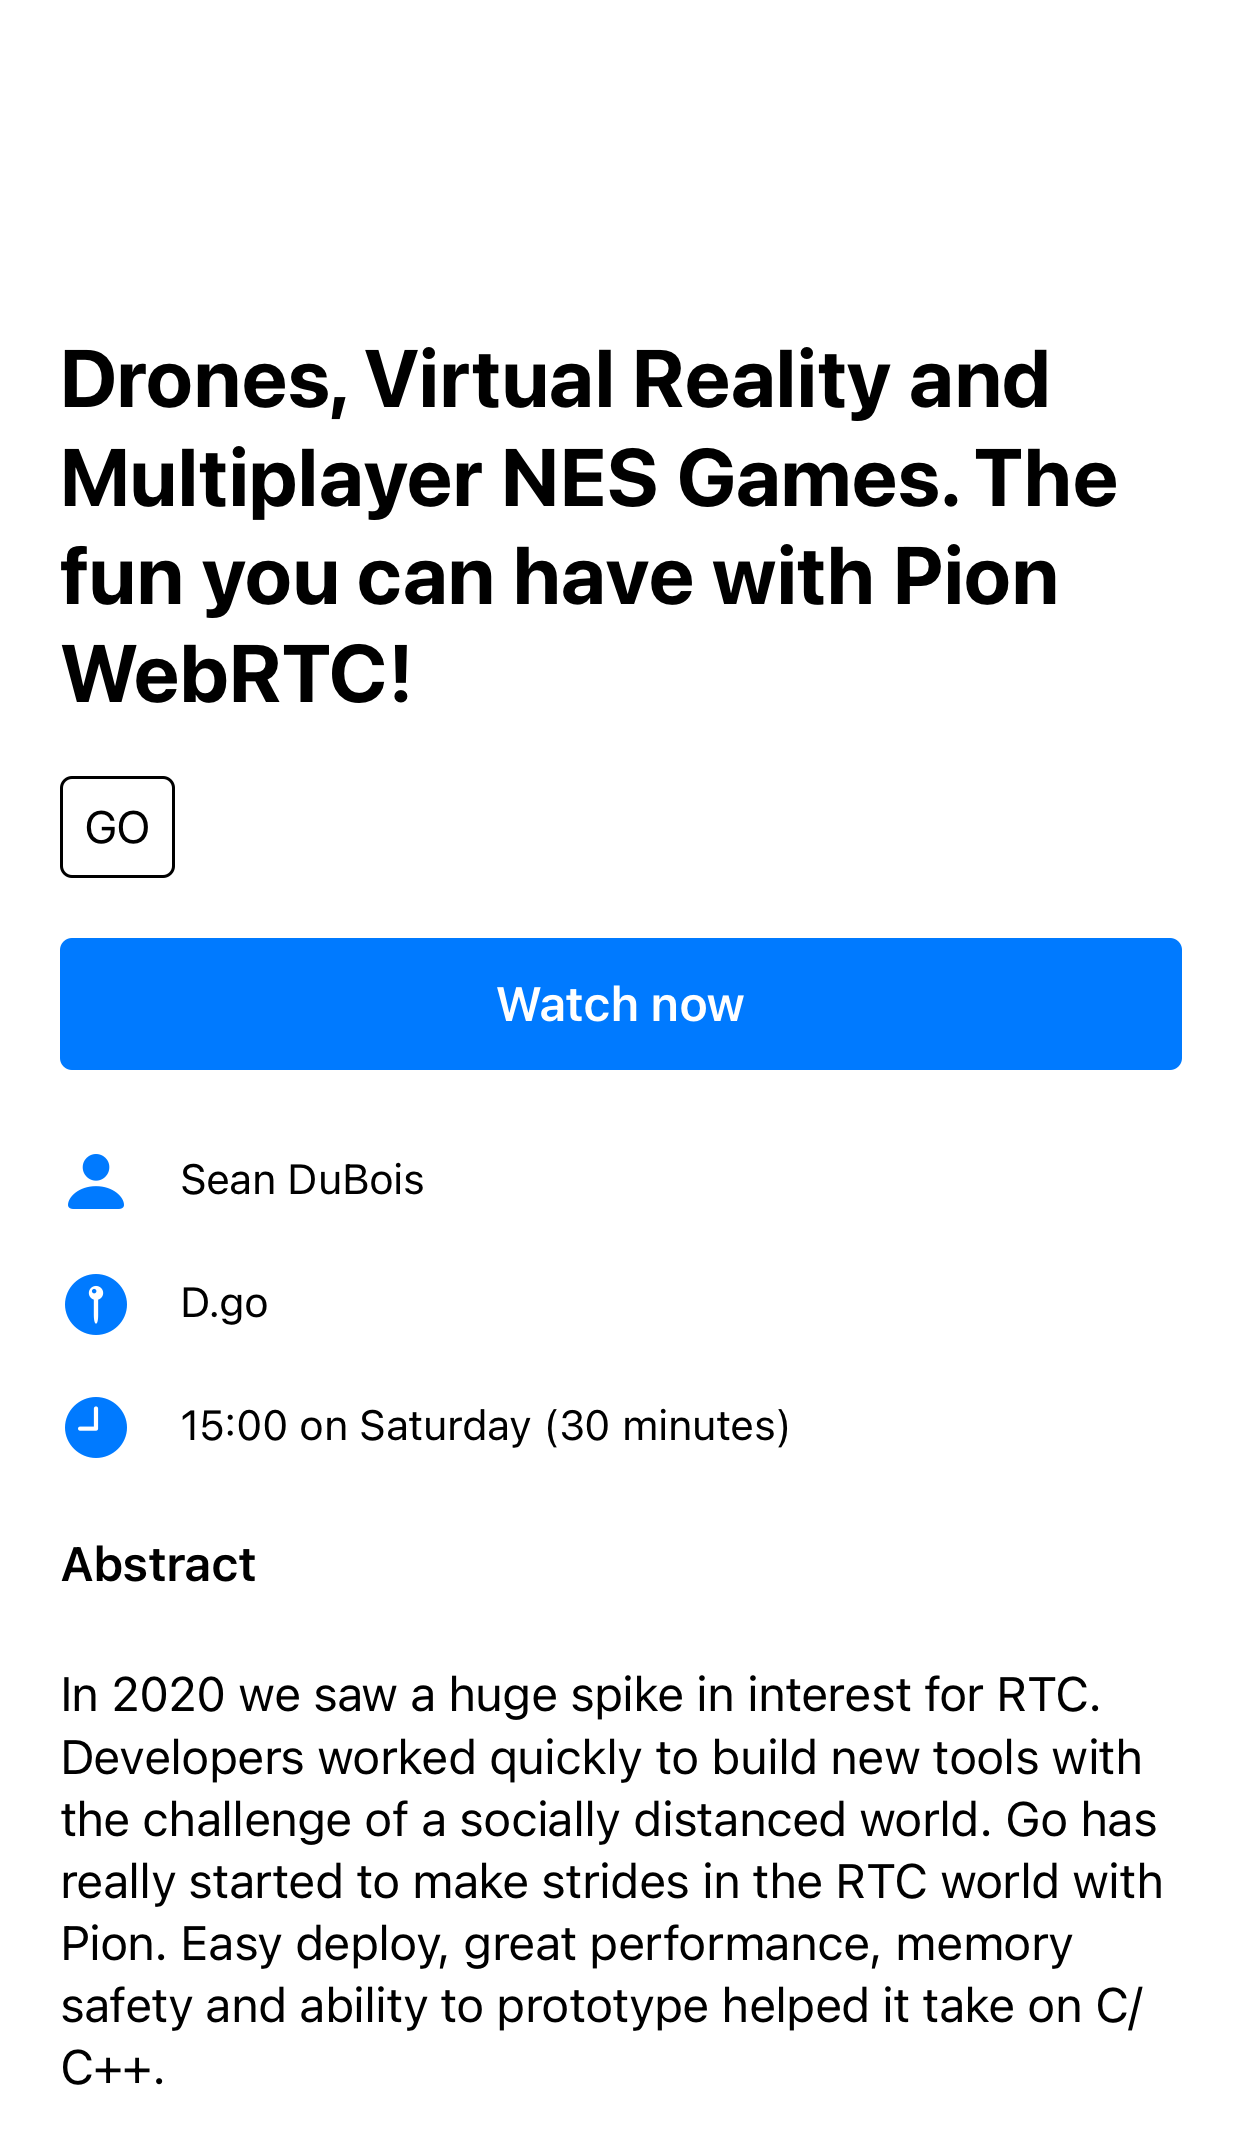 Drones, Virtual Reality and
Multiplayer NES Games. The
fun you can have with Pion
WebRTC!
GO
Watch now
Sean DuBois
D.go
15:00 on Saturday (30 minutes)
Abstract
In 2020 we saw a huge spike in interest for RTC.
Developers worked quickly to build new tools with
the challenge of a socially distanced world. Go has
really started to make strides in the RTC world with
Pion. Easy deploy, great performance, memory
safety and ability to prototype helped it take on C/
C++.